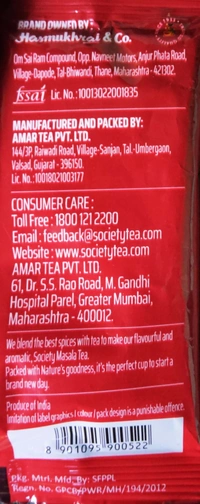 BRAND OWNED BY:
Hasmukhrai & Co.
Om Sai Ram Compound, Opp. Navneet Motors, Anjur Phata Road,
Village-Dapode, Tal-Bhiwandi, Thane, Maharashtra - 421302.
fssai Lic. No.: 10013022001835
MANUFACTURED AND PACKED BY:
AMAR TEA PVT. LTD.
144/3P, Raiwadi Road, Village-Sanjan, Tal.-Umbergaon,
Valsad, Gujarat - 396150.
Lic. No.: 10018021003177
CONSUMER CARE :
Toll Free : 1800 121 2200
Email : feedback@societytea.com
Website : www.societytea.com
AMAR TEA PVT. LTD.
61, Dr. S.S. Rao Road, M. Gandhi
Hospital Parel, Greater Mumbai,
Maharashtra - 400012.
We blend the best spices with tea to make our flavourful and
aromatic, Society Masala Tea.
Packed with Nature's goodness, it's the perfect cup to start a
brand new day.
Produce of India
Imitation of label graphics / colour / pack design is a punishable offence.
8 901095 900522
Pkg. Mtrl. Mfd. By: SFPPL
Regn. No. GPCB/PWR/MH/194/2012